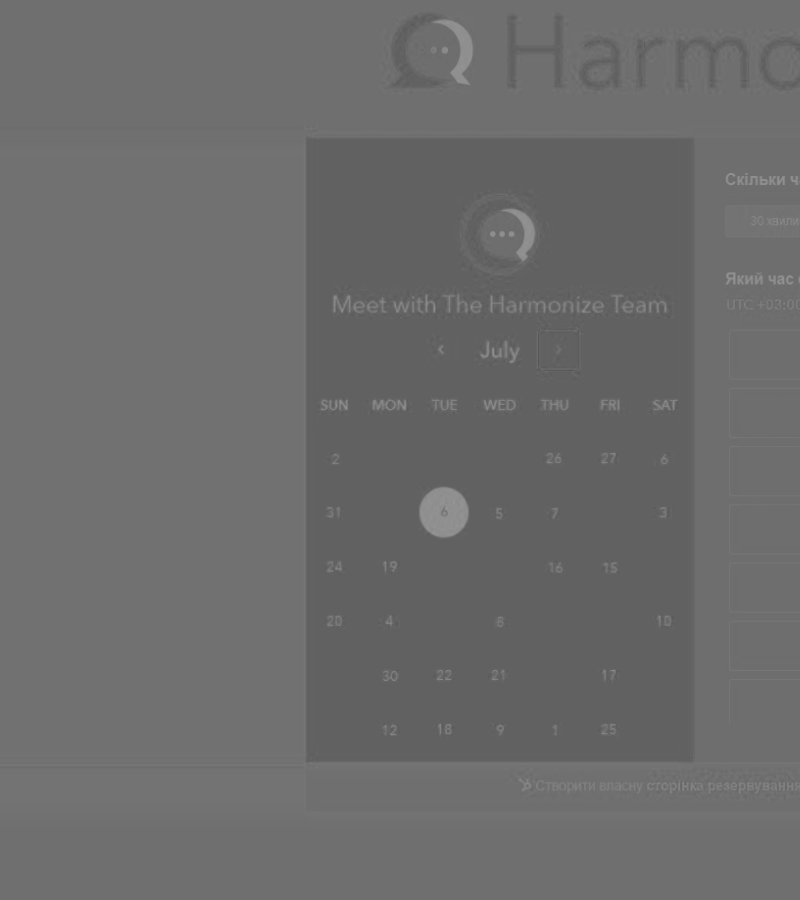 Harmo
Скільки ч
30 хвили
Meet with The Harmonize Team
Який час
UTC +03:00
July
SUN MON TUE WED THU FRI SAT
2 26 27 6
31 6 5 7 3
24 19 16 15
20 4 8 10
30 22 21 17
12 18 9 1 25
Створити власну сторінка резервування